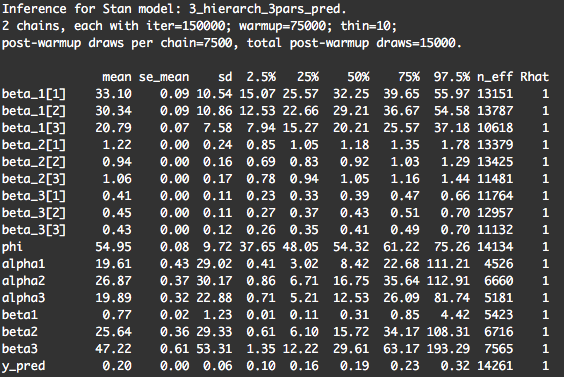 Inference for Stan model: 3_hierarch_3pars_pred.
2 chains, each with iter=150000; warmup=75000; thin=10;
post-warmup draws per chain=7500, total post-warmup draws=15000.
mean se_mean sd 2.5% 25% 50% 75% 97.5% n_eff Rhat
beta_1[1] 33.10 0.09 10.54 15.07 25.57 32.25 39.65 55.97 13151 1
beta_1[2] 30.34 0.09 10.86 12.53 22.66 29.21 36.67 54.58 13787 1
beta_1[3] 20.79 0.07 7.58 7.94 15.27 20.21 25.57 37.18 10618 1
beta_2[1] 1.22 0.00 0.24 0.85 1.05 1.18 1.35 1.78 13379 1
beta_2[2] 0.94 0.00 0.16 0.69 0.83 0.92 1.03 1.29 13425 1
beta_2[3] 1.06 0.00 0.17 0.78 0.94 1.05 1.16 1.44 11481 1
beta_3[1] 0.41 0.00 0.11 0.23 0.33 0.39 0.47 0.66 11764 1
beta_3[2] 0.45 0.00 0.11 0.27 0.37 0.43 0.51 0.70 12957 1
beta_3[3] 0.43 0.00 0.12 0.26 0.35 0.41 0.49 0.70 11132 1
phi 54.95 0.08 9.72 37.65 48.05 54.32 61.22 75.26 14134 1
alpha1 19.61 0.43 29.02 0.41 3.02 8.42 22.68 111.21 4526 1
alpha2 26.87 0.37 30.17 0.86 6.71 16.75 35.64 112.91 6660 1
alpha3 19.89 0.32 22.88 0.71 5.21 12.53 26.09 81.74 5181 1
beta1 0.77 0.02 1.23 0.01 0.11 0.31 0.85 4.42 5423 1
beta2 25.64 0.36 29.33 0.61 6.10 15.72 34.17 108.31 6716 1
beta3 47.22 0.61 53.31 1.35 12.22 29.61 63.17 193.29 7565 1
y_pred 0.20 0.00 0.06 0.10 0.16 0.19 0.23 0.32 14261 1